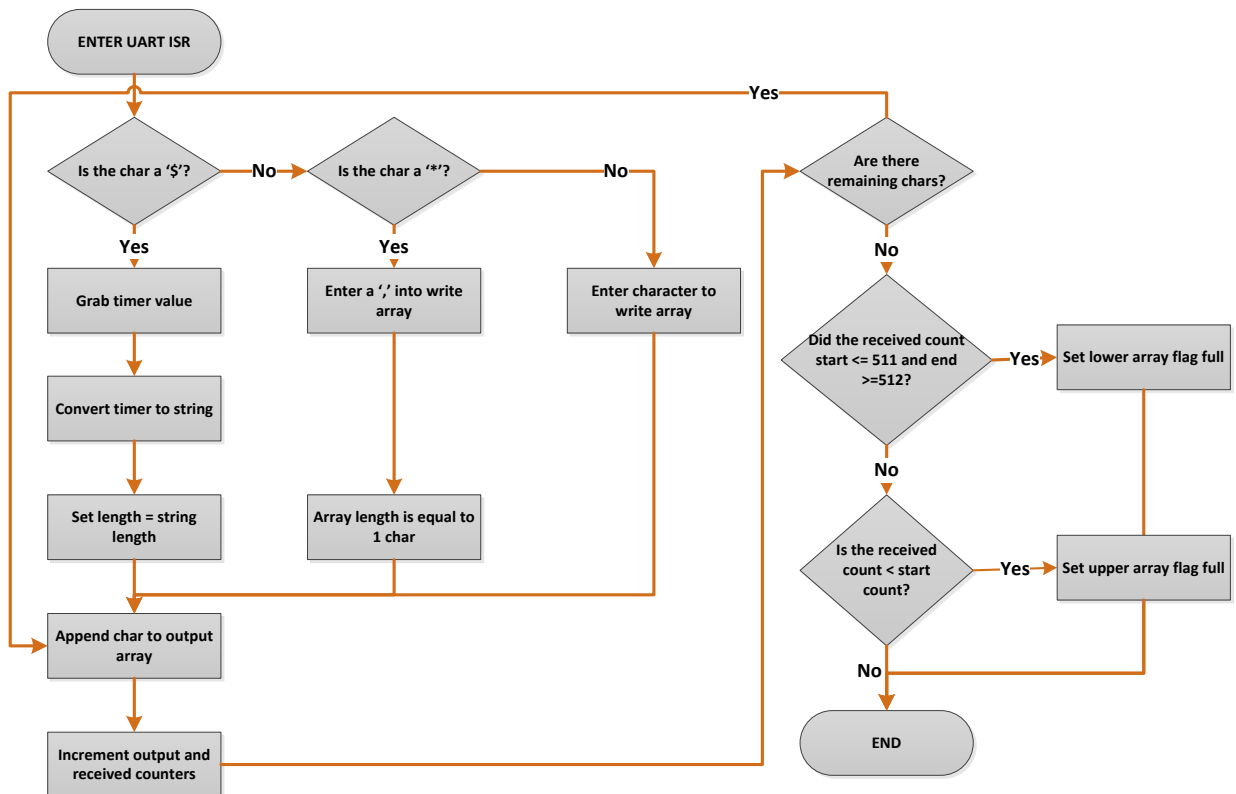 ENTER UART ISR
Yes
Is the char a ‘$’?
No
Is the char a ‘*’?
No
Are there
remaining chars?
Yes
Yes
No
Grab timer value
Enter a ‘,’ into write
array
Enter character to
write array
Did the received count
start <= 511 and end
>=512?
Yes
Set lower array flag full
Convert timer to string
No
Set length = string
length
Array length is equal to
1 char
Is the received
count < start
count?
Yes
Set upper array flag full
Append char to output
array
No
Increment output and
received counters
END